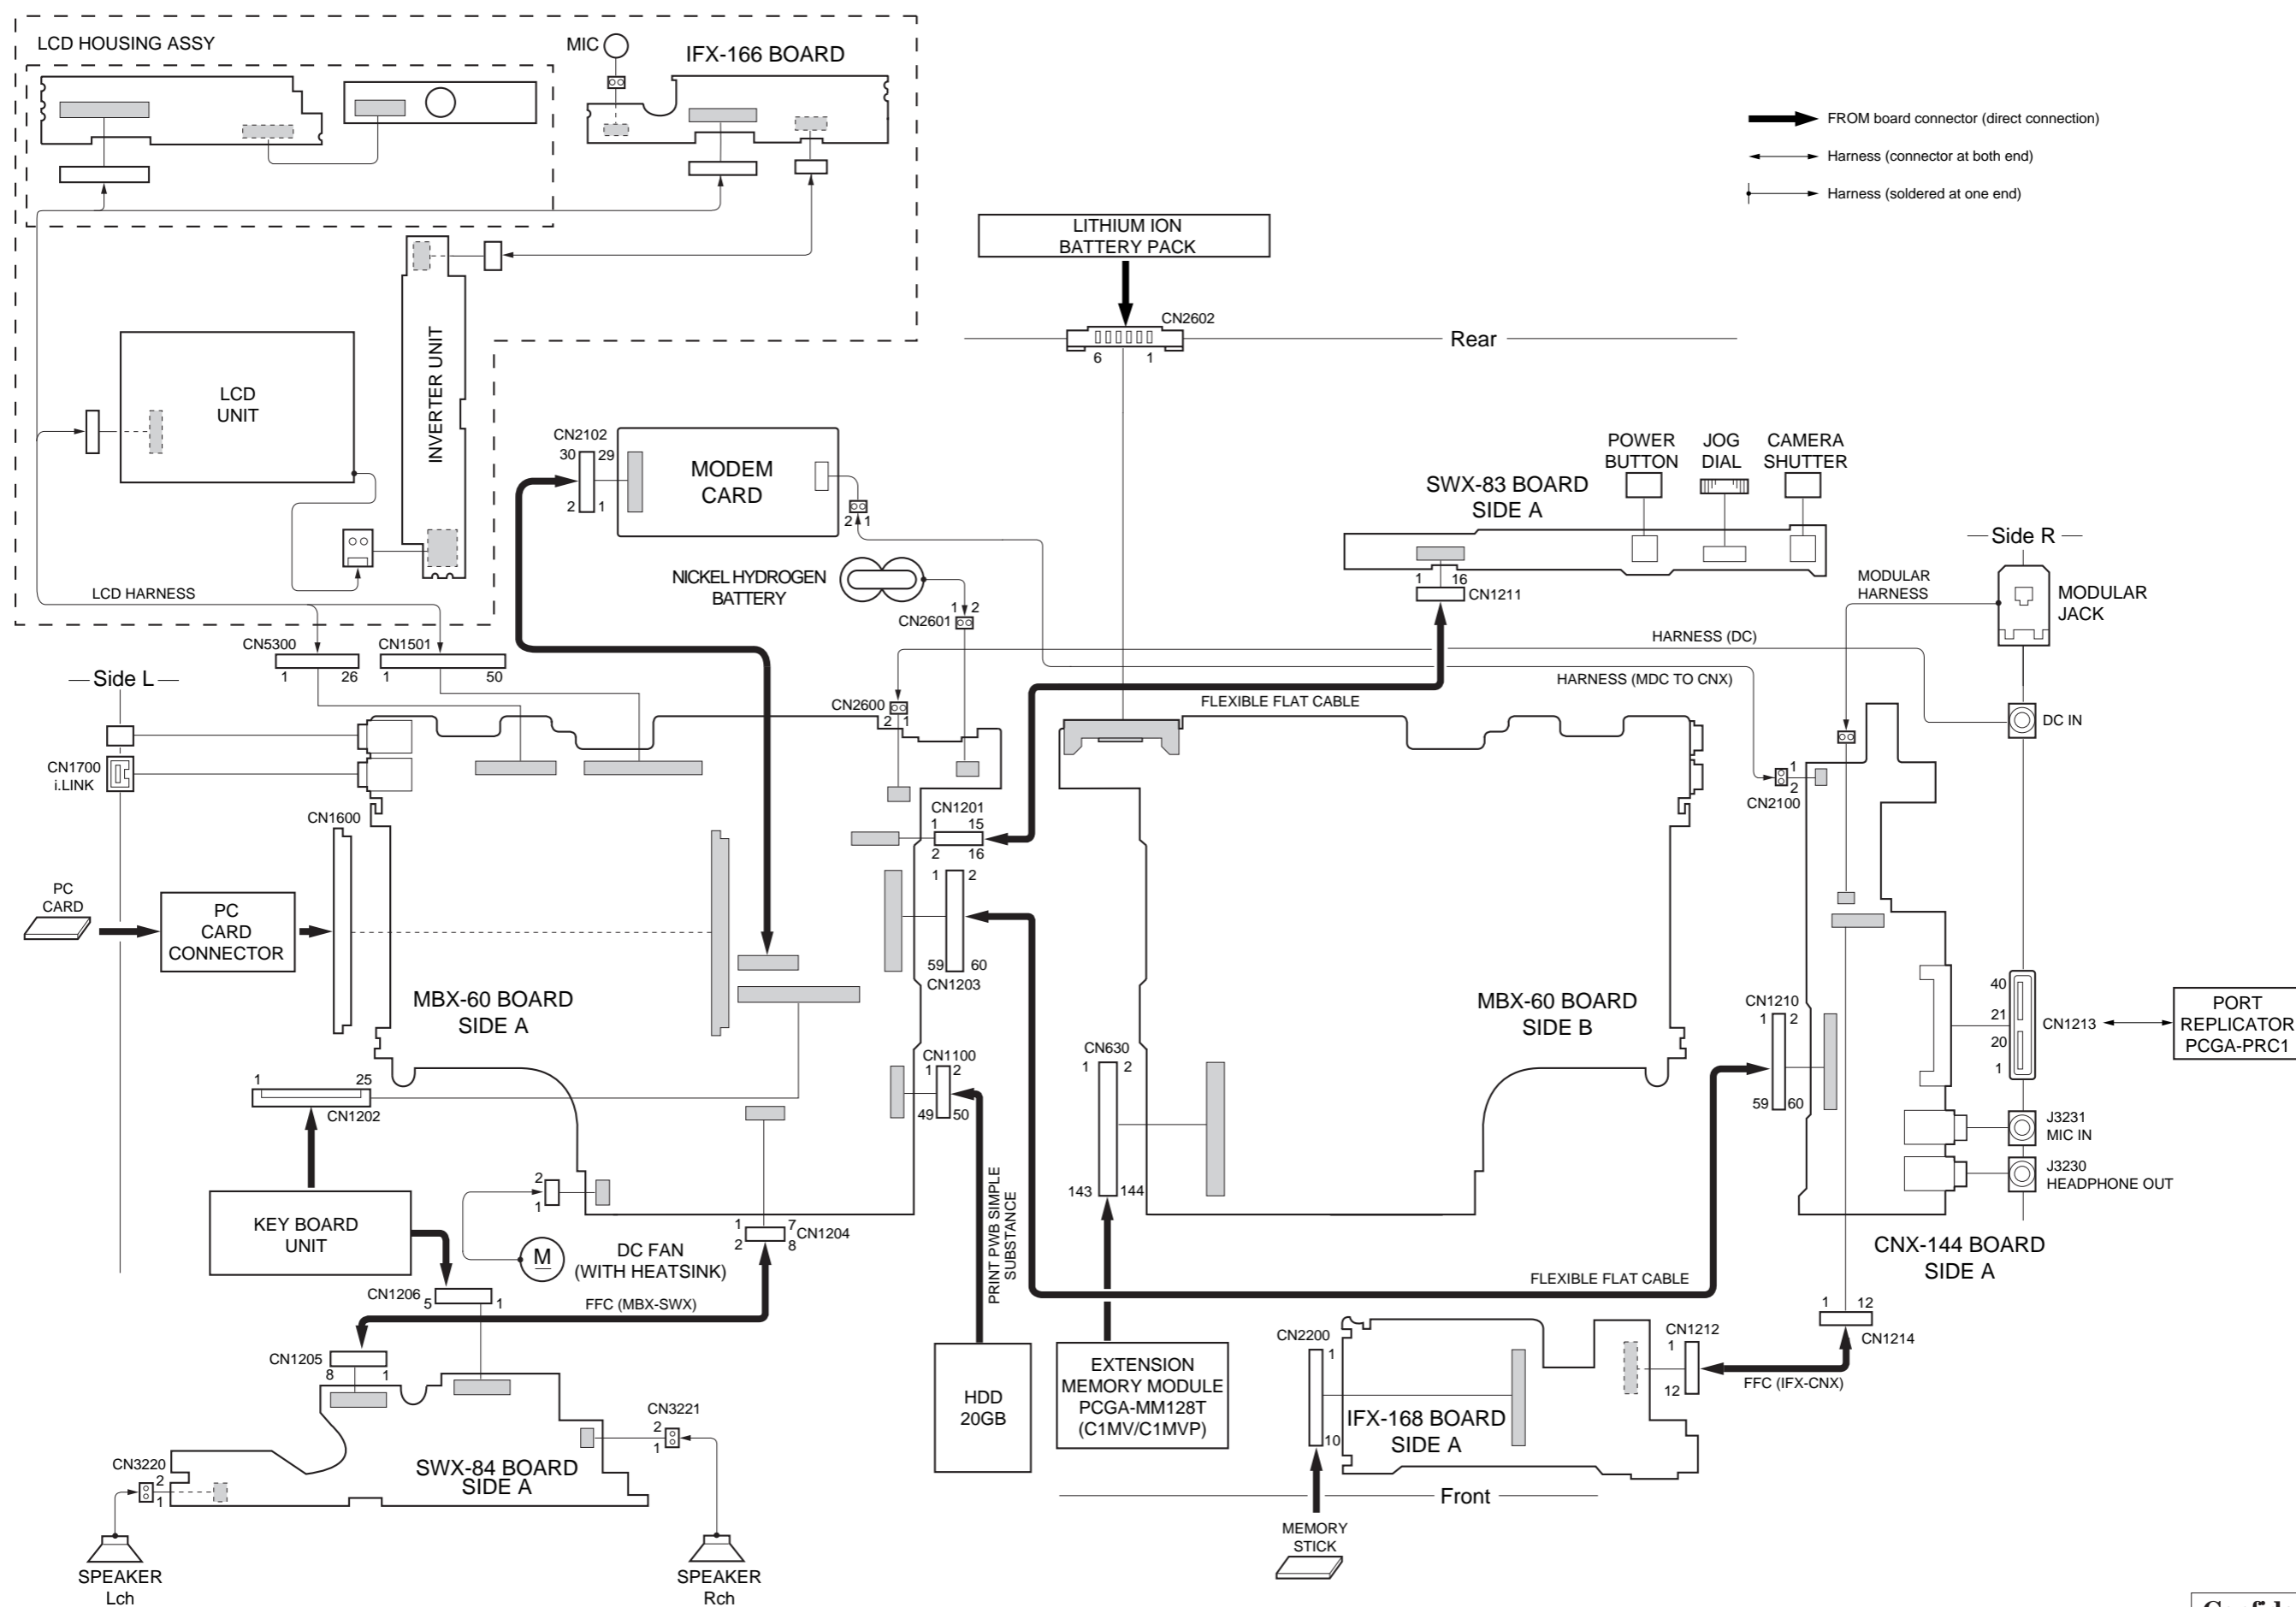 LCD HOUSING ASSY
MIC
IFX-166 BOARD
FROM board connector (direct connection)
Harness (connector at both end)
Harness (soldered at one end)
LITHIUM ION
BATTERY PACK
CN2602
6 1
Rear
LCD
UNIT
INVERTER UNIT
LCD HARNESS
CN2102
30 29
2 1
MODEM
CARD
2 1
NICKEL HYDROGEN
BATTERY
1 2
CN2601
POWER
BUTTON
JOG
DIAL
CAMERA
SHUTTER
SWX-83 BOARD
SIDE A
1 16
CN1211
Side R
MODULAR
HARNESS
MODULAR
JACK
HARNESS (DC)
HARNESS (MDC TO CNX)
FLEXIBLE FLAT CABLE
DC IN
CN5300
1 26
CN1501
1 50
Side L
CN2600
2 1
CN1700
i.LINK
CN1600
PC
CARD
PC
CARD
CONNECTOR
MBX-60 BOARD
SIDE A
CN1201
1 15
2 16
1 2
59 60
CN1203
CN1100
1 2
49 50
MBX-60 BOARD
SIDE B
CN630
1 2
143 144
1
2
CN2100
CN1210
1 2
59 60
40
21
20
1
CN1213
PORT
REPLICATOR
PCGA-PRC1
J3231
MIC IN
J3230
HEADPHONE OUT
CNX-144 BOARD
SIDE A
1 25
CN1202
KEY BOARD
UNIT
2
1
M
DC FAN
(WITH HEATSINK)
1 7
2 8
CN1204
PRINT PWB SIMPLE
SUBSTANCE
FLEXIBLE FLAT CABLE
CN1206
5 1
FFC (MBX-SWX)
CN1205
8 1
HDD
20GB
EXTENSION
MEMORY MODULE
PCGA-MM128T
(C1MV/C1MVP)
CN2200
1
10
IFX-168 BOARD
SIDE A
CN1212
1
12
FFC (IFX-CNX)
1 12
CN1214
CN3221
2
1
CN3220
2
1
SWX-84 BOARD
SIDE A
Front
MEMORY
STICK
SPEAKER
Lch
SPEAKER
Rch